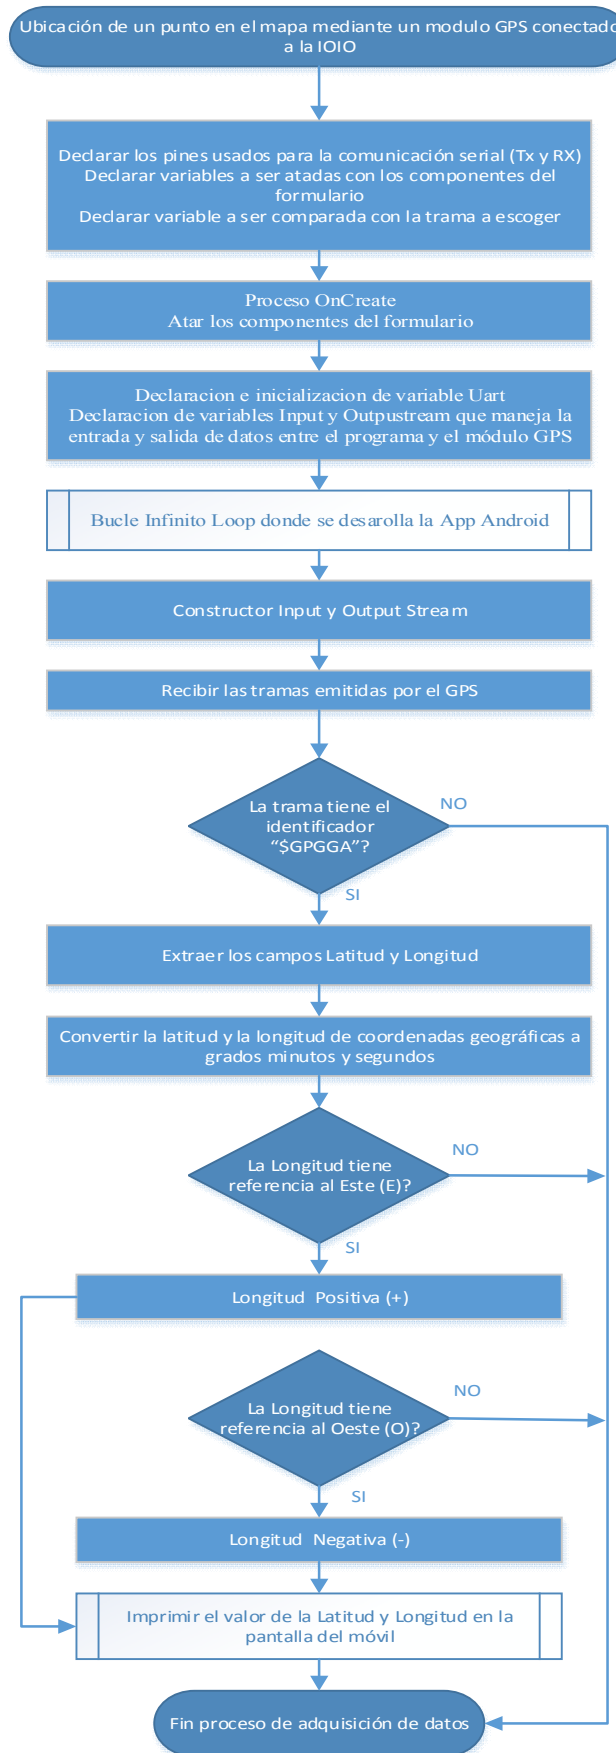 Ubicación de un punto en el mapa mediante un modulo GPS conectado
a la IOIO
Declarar los pines usados para la comunicación serial (Tx y RX)
Declarar variables a ser atadas con los componentes del
formulario
Declarar variable a ser comparada con la trama a escoger
Proceso OnCreate
Atar los componentes del formulario
Declaracion e inicializacion de variable Uart
Declaracion de variables Input y Outpustream que maneja la
entrada y salida de datos entre el programa y el módulo GPS
Bucle Infinito Loop donde se desarolla la App Android
Constructor Input y Output Stream
Recibir las tramas emitidas por el GPS
La trama tiene el
identificador
“$GPGGA”?
NO
SI
Extraer los campos Latitud y Longitud
Convertir la latitud y la longitud de coordenadas geográficas a
grados minutos y segundos
La Longitud tiene
referencia al Este (E)?
NO
SI
Longitud Positiva (+)
La Longitud tiene
referencia al Oeste (O)?
NO
SI
Longitud Negativa (-)
Imprimir el valor de la Latitud y Longitud en la
pantalla del móvil
Fin proceso de adquisición de datos